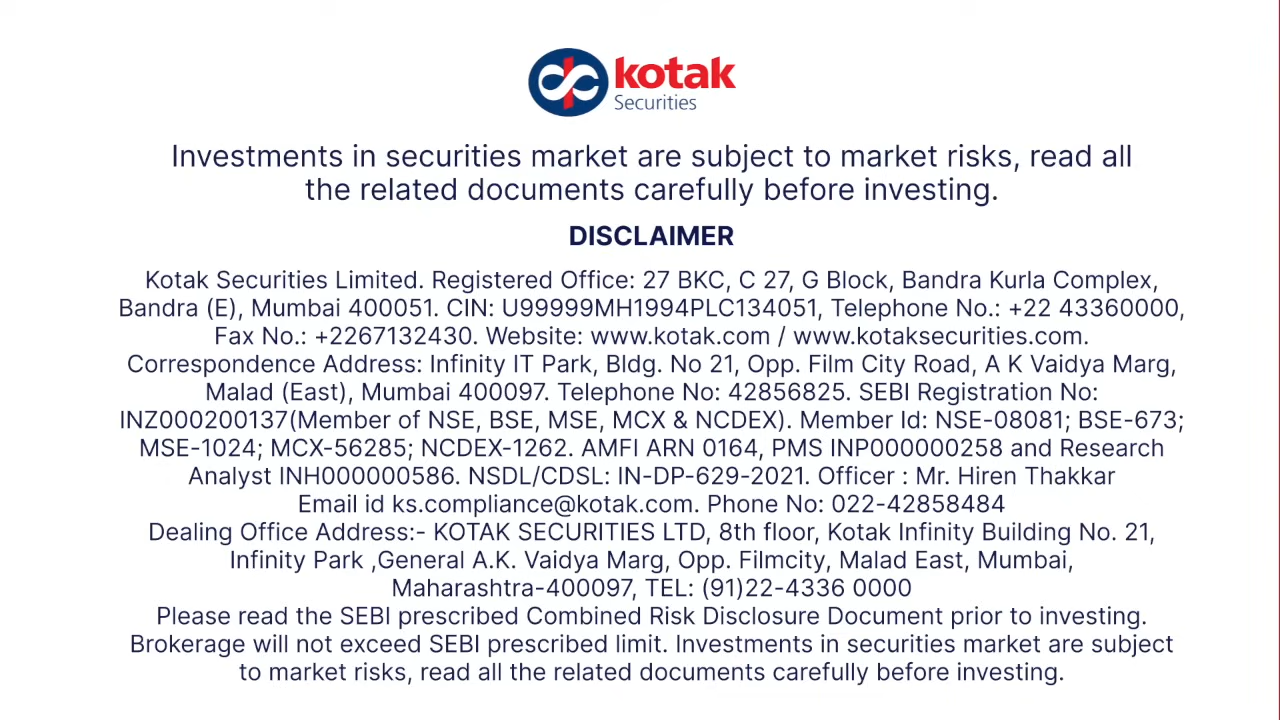 kotak
Securities
Investments in securities market are subject to market risks, read all
the related documents carefully before investing.
DISCLAIMER
Kotak Securities Limited. Registered Office: 27 BKC, C 27, G Block, Bandra Kurla Complex,
Bandra (E), Mumbai 400051. CIN: U99999MH1994PLC134051, Telephone No.: +22 43360000,
Fax No.: +2267132430. Website: www.kotak.com / www.kotaksecurities.com.
Correspondence Address: Infinity IT Park, Bldg. No 21, Opp. Film City Road, A K Vaidya Marg,
Malad (East), Mumbai 400097. Telephone No: 42856825. SEBI Registration No:
INZ000200137(Member of NSE, BSE, MSE, MCX & NCDEX). Member Id: NSE-08081; BSE-673;
MSE-1024; MCX-56285; NCDEX-1262. AMFI ARN 0164, PMS INP000000258 and Research
Analyst INH000000586. NSDL/CDSL: IN-DP-629-2021. Officer : Mr. Hiren Thakkar
Email id ks.compliance@kotak.com. Phone No: 022-42858484
Dealing Office Address:- KOTAK SECURITIES LTD, 8th floor, Kotak Infinity Building No. 21,
Infinity Park ,General A.K. Vaidya Marg, Opp. Filmcity, Malad East, Mumbai,
Maharashtra-400097, TEL: (91)22-4336 0000
Please read the SEBI prescribed Combined Risk Disclosure Document prior to investing.
Brokerage will not exceed SEBI prescribed limit. Investments in securities market are subject
to market risks, read all the related documents carefully before investing.